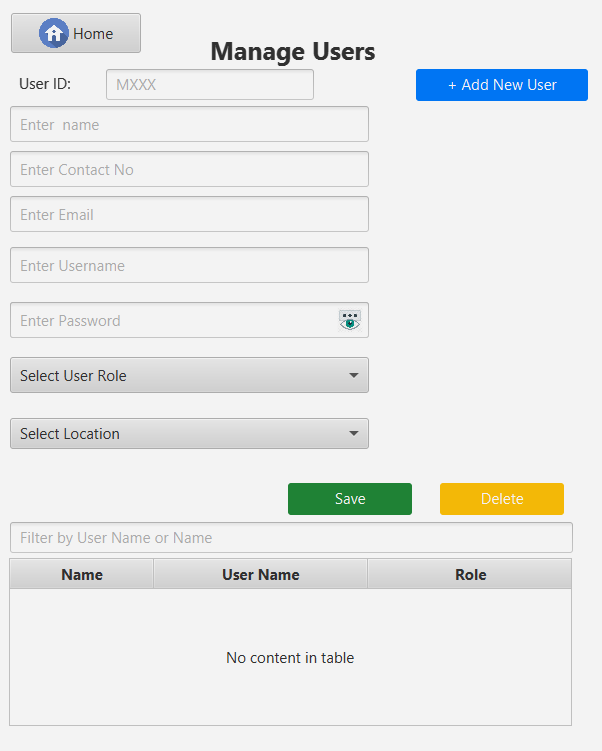 Home
Manage Users
User ID:
MXXX
+ Add New User
Enter  name
Enter Contact No
Enter Email
Enter Username
Enter Password
Select User Role
Select Location
Save
Delete
Filter by User Name or Name
Name
User Name
Role
No content in table